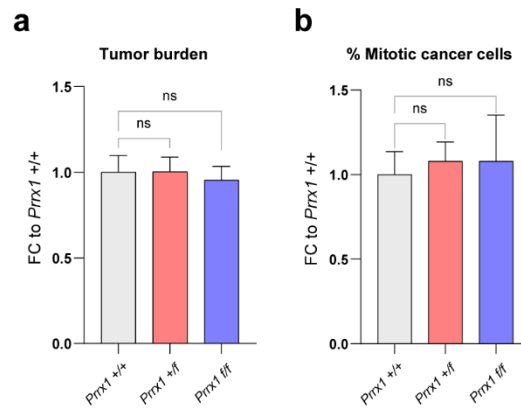 a
Tumor burden
FC to Prrx1 +/+
1.5
1.0
0.5
0.0
ns
ns
Prrx1 +/+
Prrx1 +/f
Prrx1 f/f
b
% Mitotic cancer cells
FC to Prrx1 +/+
1.5
1.0
0.5
0.0
ns
ns
Prrx1 +/+
Prrx1 +/f
Prrx1 f/f